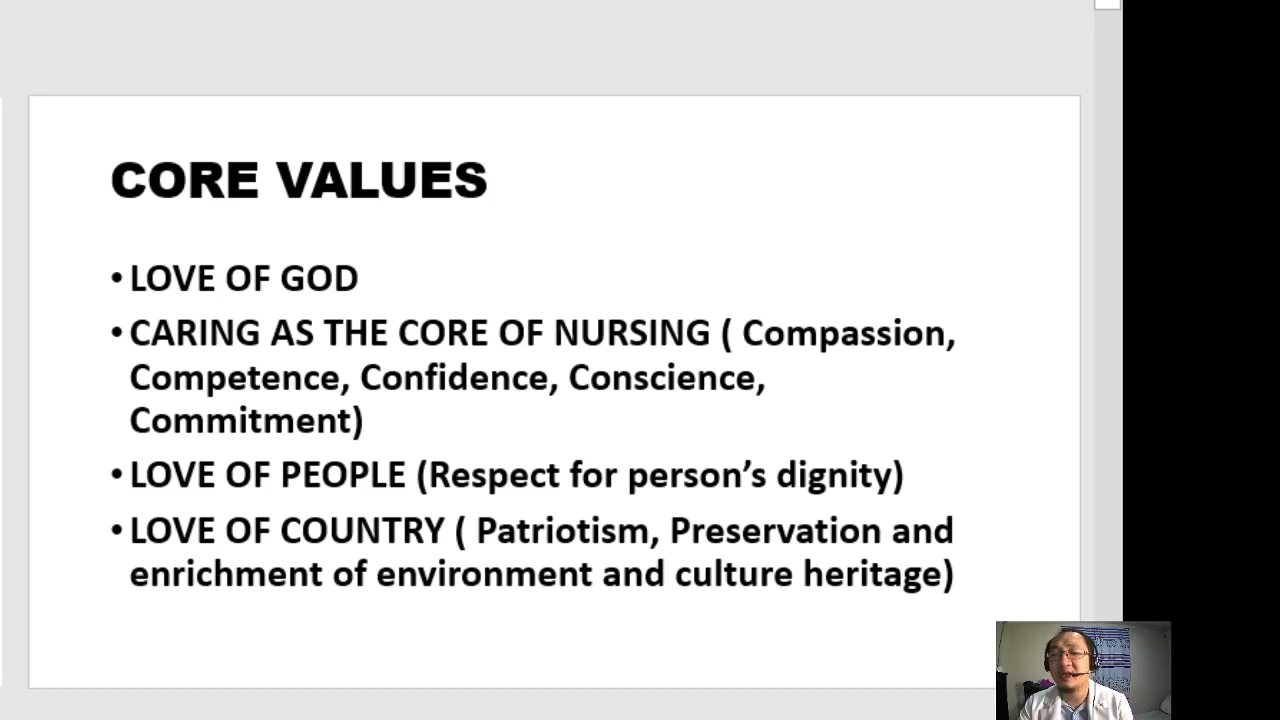 CORE VALUES
• LOVE OF GOD
• CARING AS THE CORE OF NURSING ( Compassion,
Competence, Confidence, Conscience,
Commitment)
• LOVE OF PEOPLE (Respect for person’s dignity)
• LOVE OF COUNTRY ( Patriotism, Preservation and
enrichment of environment and culture heritage)